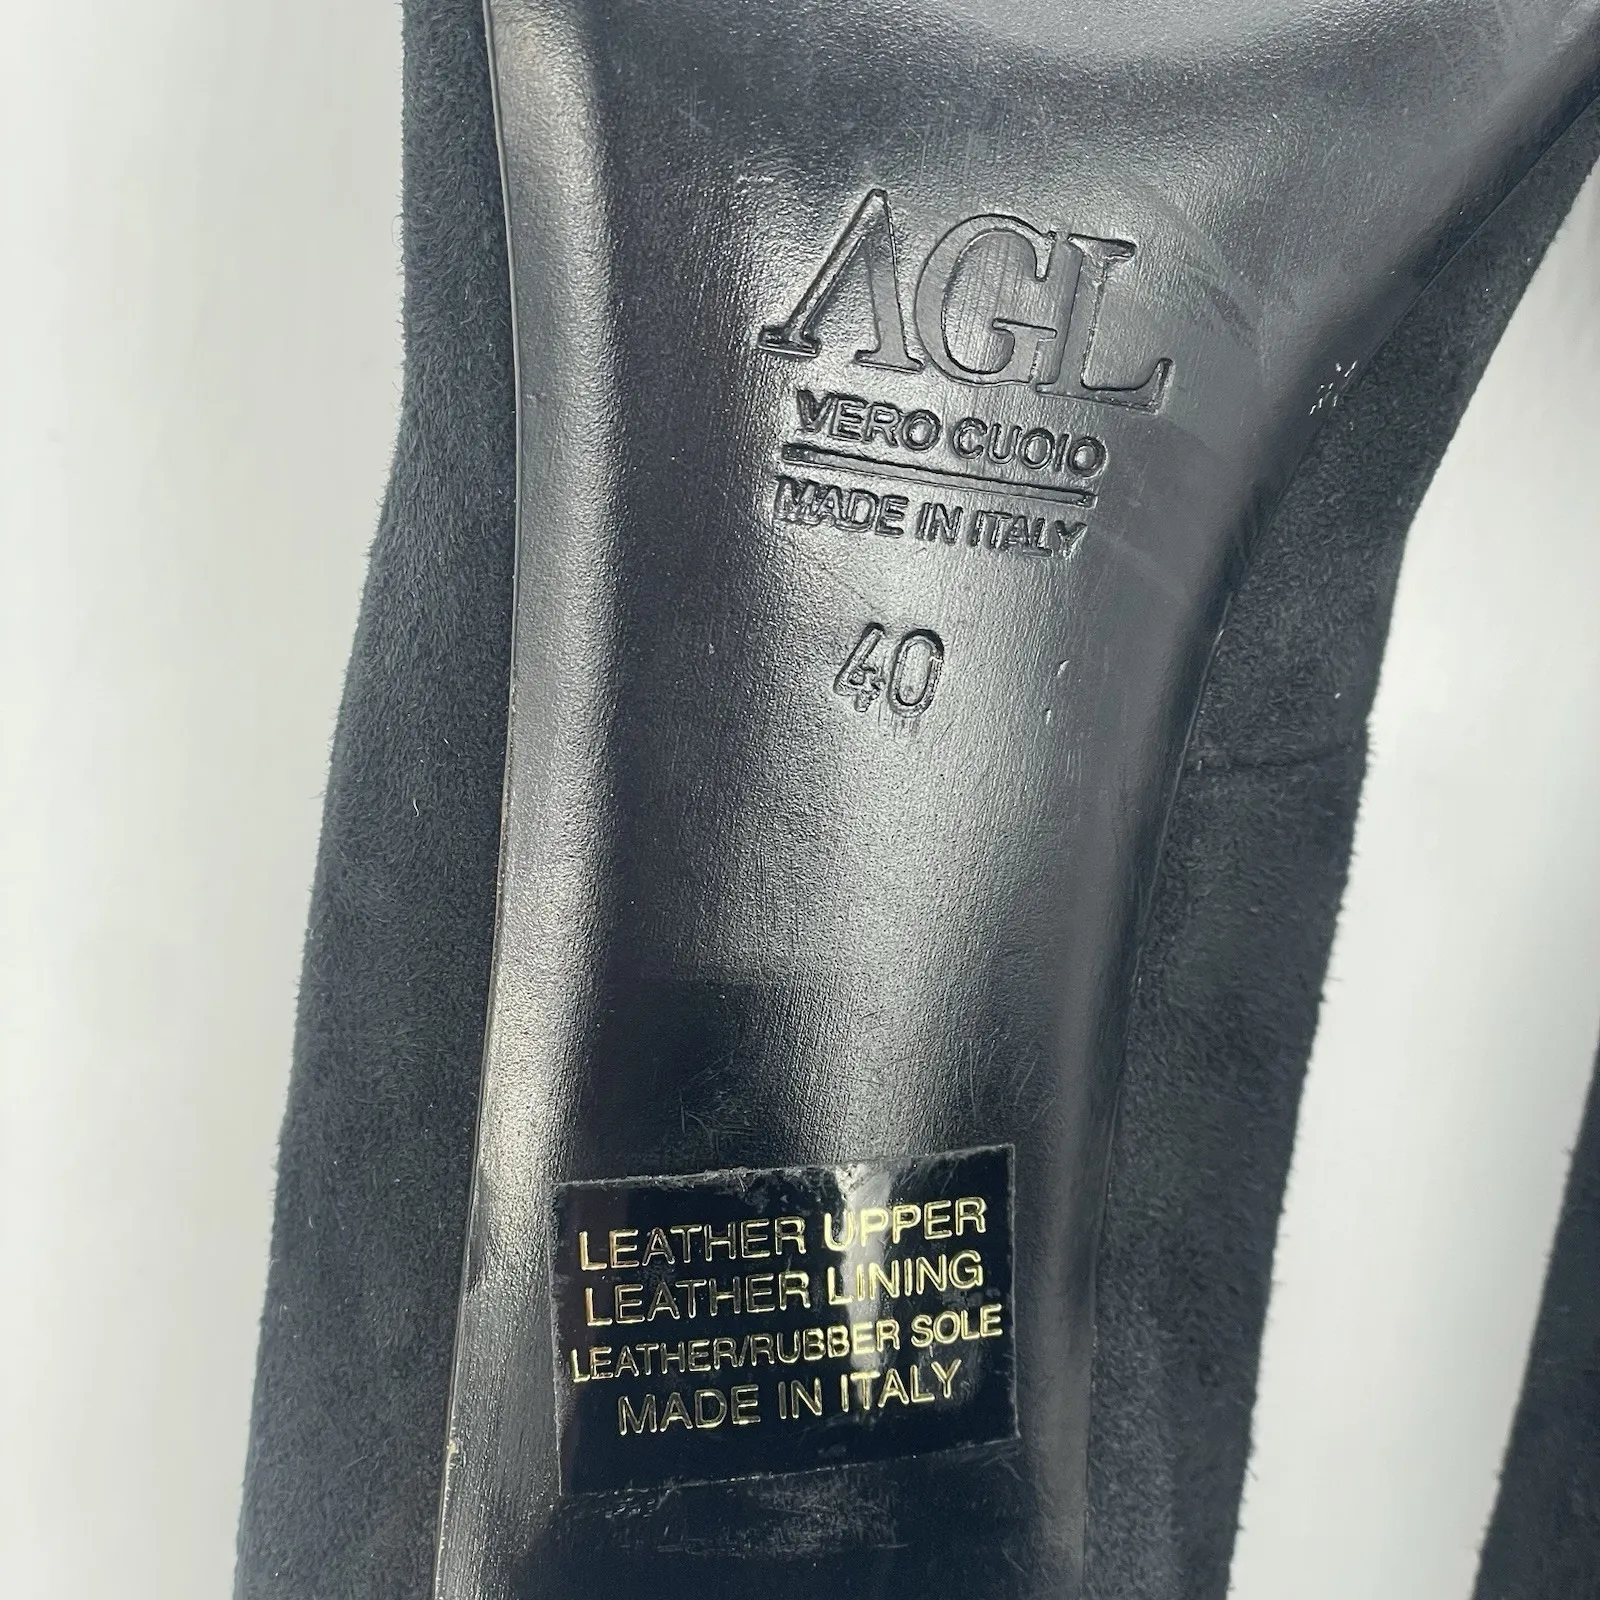 AGL
VERO CUOIO
MADE IN ITALY
40
LEATHER UPPER
LEATHER LINING
LEATHER/RUBBER SOLE
MADE IN ITALY